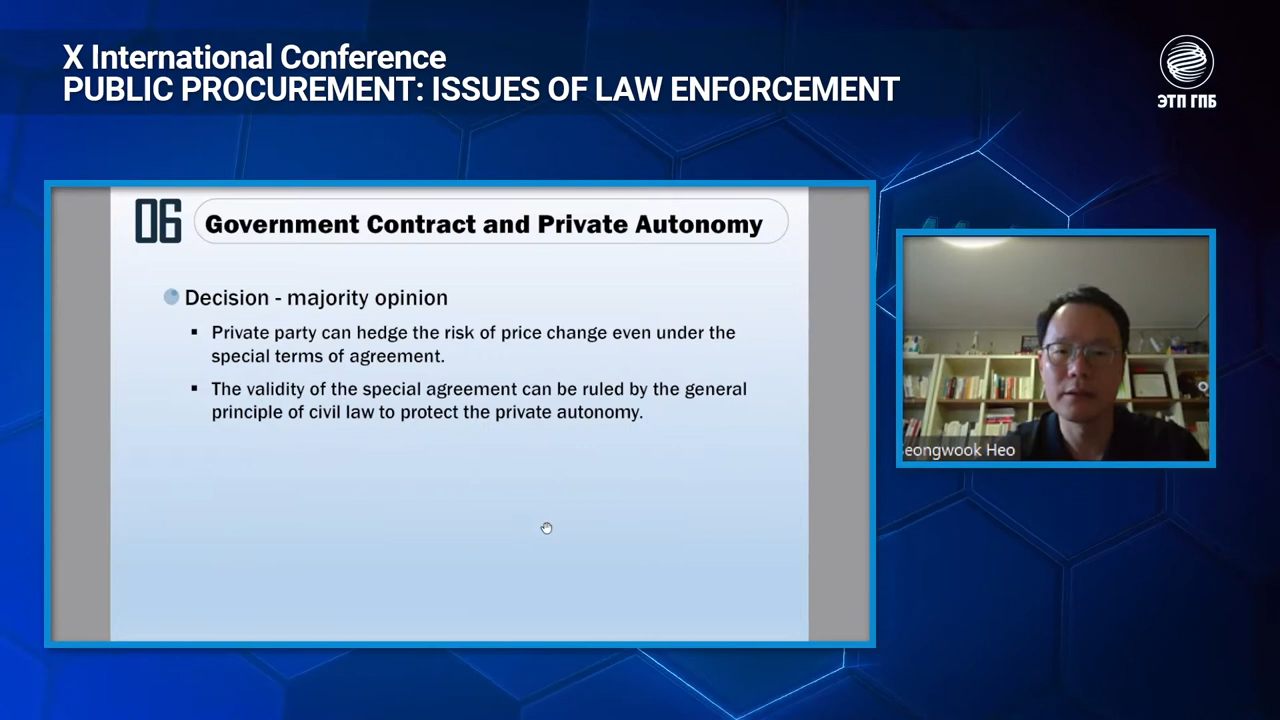 X International Conference
PUBLIC PROCUREMENT: ISSUES OF LAW ENFORCEMENT
ЭТП ГПБ
06
Government Contract and Private Autonomy
Decision - majority opinion
Private party can hedge the risk of price change even under the
special terms of agreement.
The validity of the special agreement can be ruled by the general
principle of civil law to protect the private autonomy.
eongwook Heo